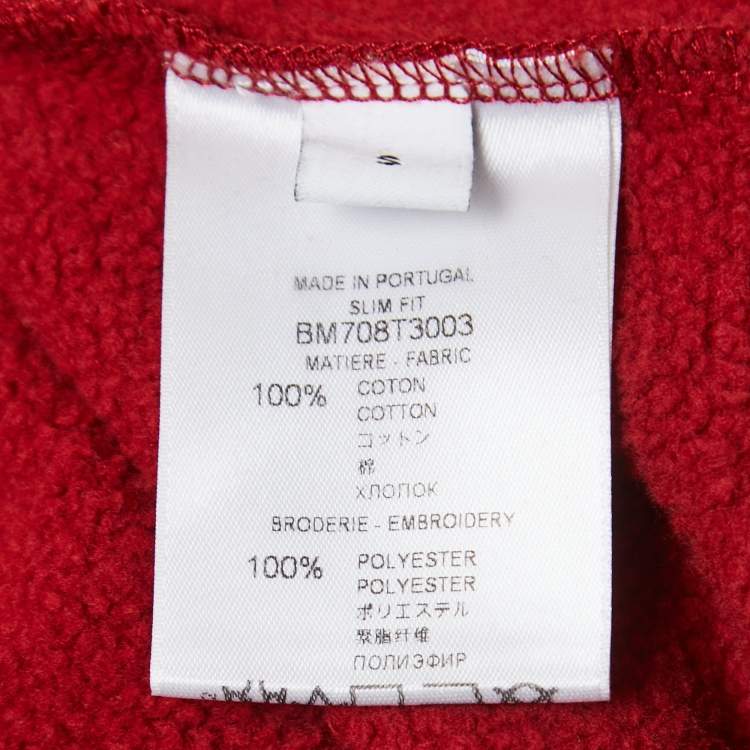 S
MADE IN PORTUGAL
SLIM FIT
BM708T3003
MATIERE - FABRIC
100% COTON
COTTON
コットン
棉
ХЛОПОК
BRODERIE - EMBROIDERY
100% POLYESTER
POLYESTER
ポリエステル
聚脂纤维
ПОЛИЭФИР